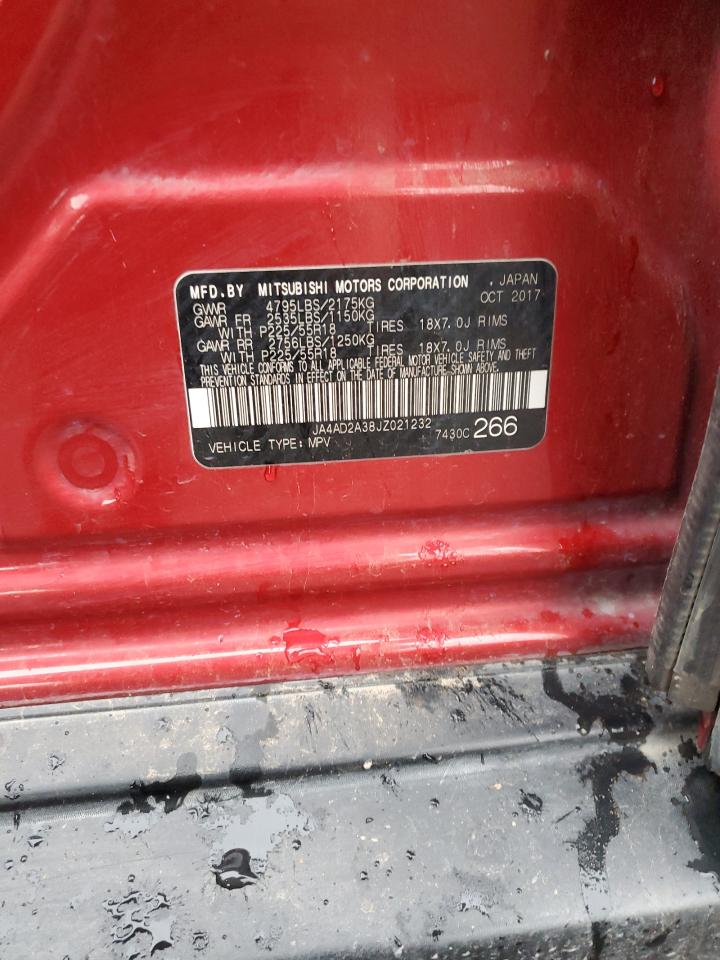 MFD.BY MITSUBISHI MOTORS CORPORATION , JAPAN
GVWR 4795LBS/2175KG OCT 2017
GAWR FR 2535LBS/1150KG
WITH P225/55R18 TIRES 18X7.0J RIMS
GAWR RR 2756LBS/1250KG
WITH P225/55R18 TIRES 18X7.0J RIMS
THIS VEHICLE CONFORMS TO ALL APPLICABLE FEDERAL MOTOR VEHICLE SAFETY AND THEFT
PREVENTION STANDARDS IN EFFECT ON THE DATE OF MANUFACTURE SHOWN ABOVE.
JA4AD2A38JZ021232
VEHICLE TYPE: MPV 7430C 266